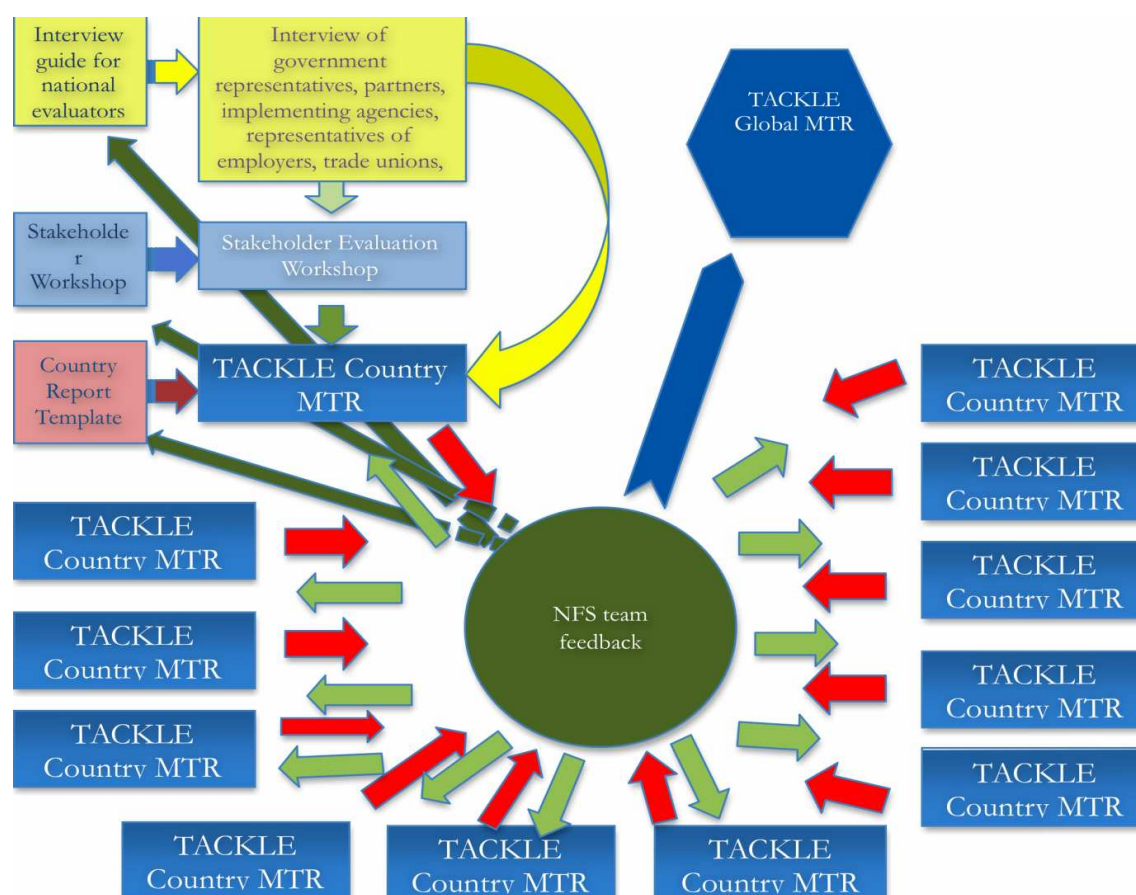 Interview
guide for
national
evaluators
Interview of
government
representatives, partners,
implementing agencies,
representatives of
employers, trade unions,
TACKLE
Global MTR
Stakeholde
r
Workshop
Stakeholder Evaluation
Workshop
Country
Report
Template
TACKLE Country
MTR
TACKLE
Country MTR
TACKLE
Country MTR
TACKLE
Country MTR
TACKLE
Country MTR
TACKLE
Country MTR
NFS team
feedback
TACKLE
Country MTR
TACKLE
Country MTR
TACKLE
Country MTR
TACKLE
Country MTR
TACKLE
Country MTR
TACKLE
Country MTR